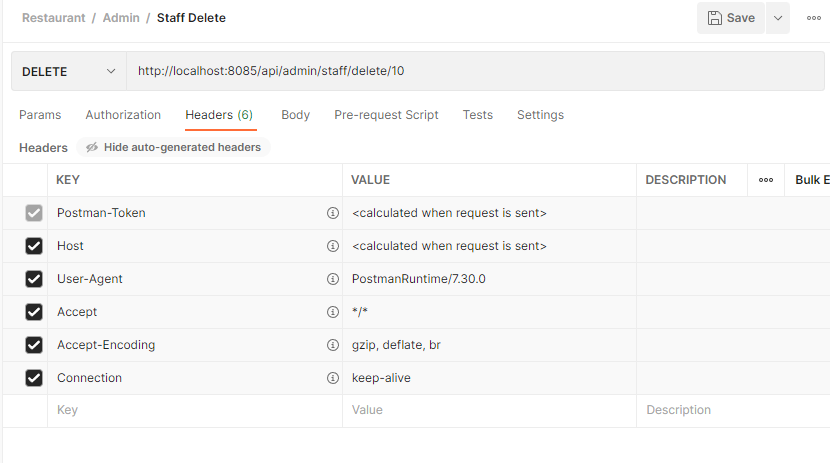 Restaurant / Admin / Staff Delete Save
DELETE http://localhost:8085/api/admin/staff/delete/10
Params Authorization Headers (6) Body Pre-request Script Tests Settings
Headers Hide auto-generated headers
KEY VALUE DESCRIPTION Bulk E
Postman-Token <calculated when request is sent>
Host <calculated when request is sent>
User-Agent PostmanRuntime/7.30.0
Accept */*
Accept-Encoding gzip, deflate, br
Connection keep-alive
Key Value Description